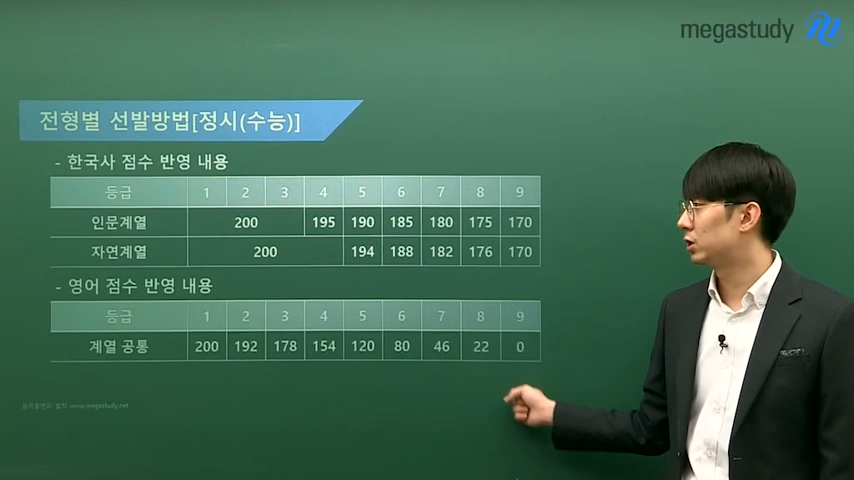 megastudy
전형별 선발방법[정시(수능)]
- 한국사 점수 반영 내용
등급 1 2 3 4 5 6 7 8 9
인문계열 200 195 190 185 180 175 170
자연계열 200 194 188 182 176 170
- 영어 점수 반영 내용
등급 1 2 3 4 5 6 7 8 9
계열 공통 200 192 178 154 120 80 46 22 0
www.megastudy.net